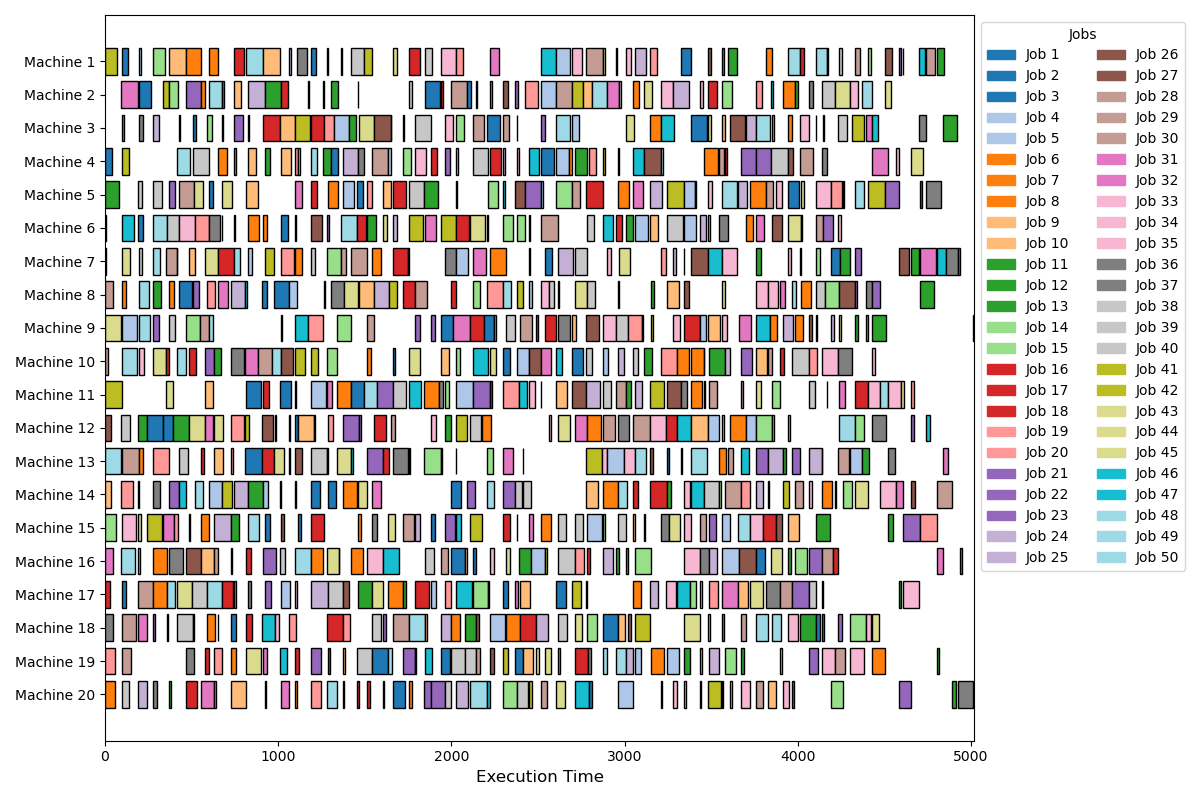 Jobs
Machine 1
Machine 2
Machine 3
Machine 4
Machine 5
Machine 6
Machine 7
Machine 8
Machine 9
Machine 10
Machine 11
Machine 12
Machine 13
Machine 14
Machine 15
Machine 16
Machine 17
Machine 18
Machine 19
Machine 20
0 1000 2000 3000 4000 5000
Execution Time
Job 1 Job 26
Job 2 Job 27
Job 3 Job 28
Job 4 Job 29
Job 5 Job 30
Job 6 Job 31
Job 7 Job 32
Job 8 Job 33
Job 9 Job 34
Job 10 Job 35
Job 11 Job 36
Job 12 Job 37
Job 13 Job 38
Job 14 Job 39
Job 15 Job 40
Job 16 Job 41
Job 17 Job 42
Job 18 Job 43
Job 19 Job 44
Job 20 Job 45
Job 21 Job 46
Job 22 Job 47
Job 23 Job 48
Job 24 Job 49
Job 25 Job 50